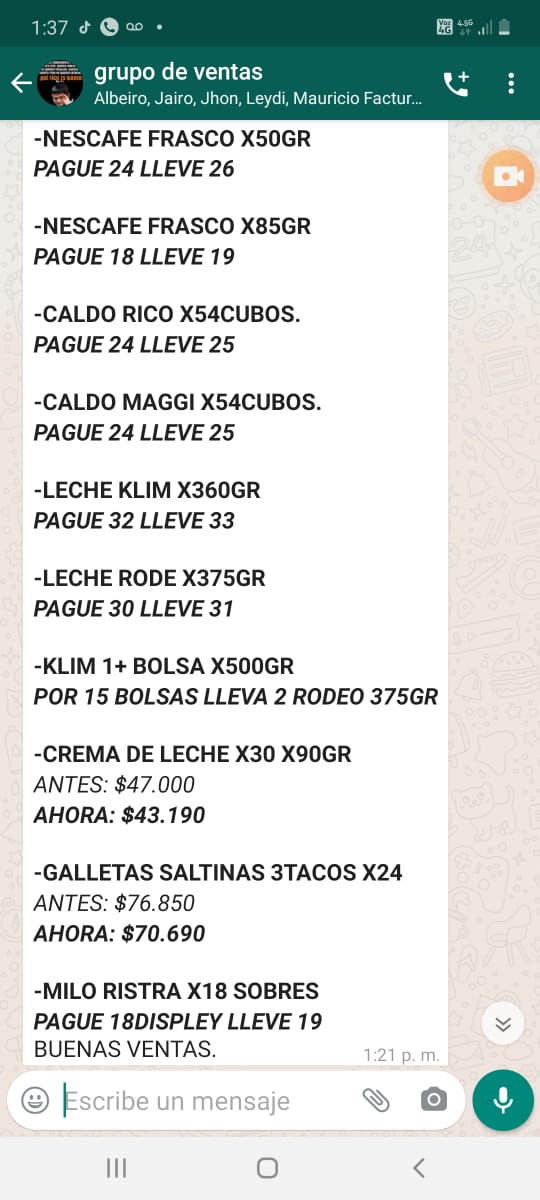 1:37
Voz 4G 4.5G
grupo de ventas
Albeiro, Jairo, Jhon, Leydi, Mauricio Factur...
-NESCAFE FRASCO X50GR
PAGUE 24 LLEVE 26
-NESCAFE FRASCO X85GR
PAGUE 18 LLEVE 19
-CALDO RICO X54CUBOS.
PAGUE 24 LLEVE 25
-CALDO MAGGI X54CUBOS.
PAGUE 24 LLEVE 25
-LECHE KLIM X360GR
PAGUE 32 LLEVE 33
-LECHE RODE X375GR
PAGUE 30 LLEVE 31
-KLIM 1+ BOLSA X500GR
POR 15 BOLSAS LLEVA 2 RODEO 375GR
-CREMA DE LECHE X30 X90GR
ANTES: $47.000
AHORA: $43.190
-GALLETAS SALTINAS 3TACOS X24
ANTES: $76.850
AHORA: $70.690
-MILO RISTRA X18 SOBRES
PAGUE 18DISPLEY LLEVE 19
BUENAS VENTAS.
1:21 p. m.
Escribe un mensaje